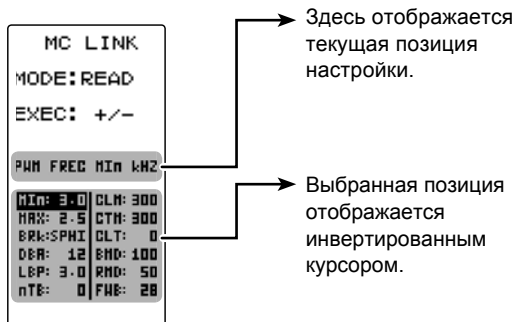 MC LINK
MODE:READ
EXEC: +/-
PWM FREC MIn kHZ
MIn: 3.0 CLM: 300
MAX: 2.5 CTM: 300
BRk:SPHI CLT: 0
DBA: 12 BMD: 100
LBP: 3.0 RMD: 50
nTB: 0 FWB: 28
Здесь отображается
текущая позиция
настройки.
Выбранная позиция
отображается
инвертированным
курсором.